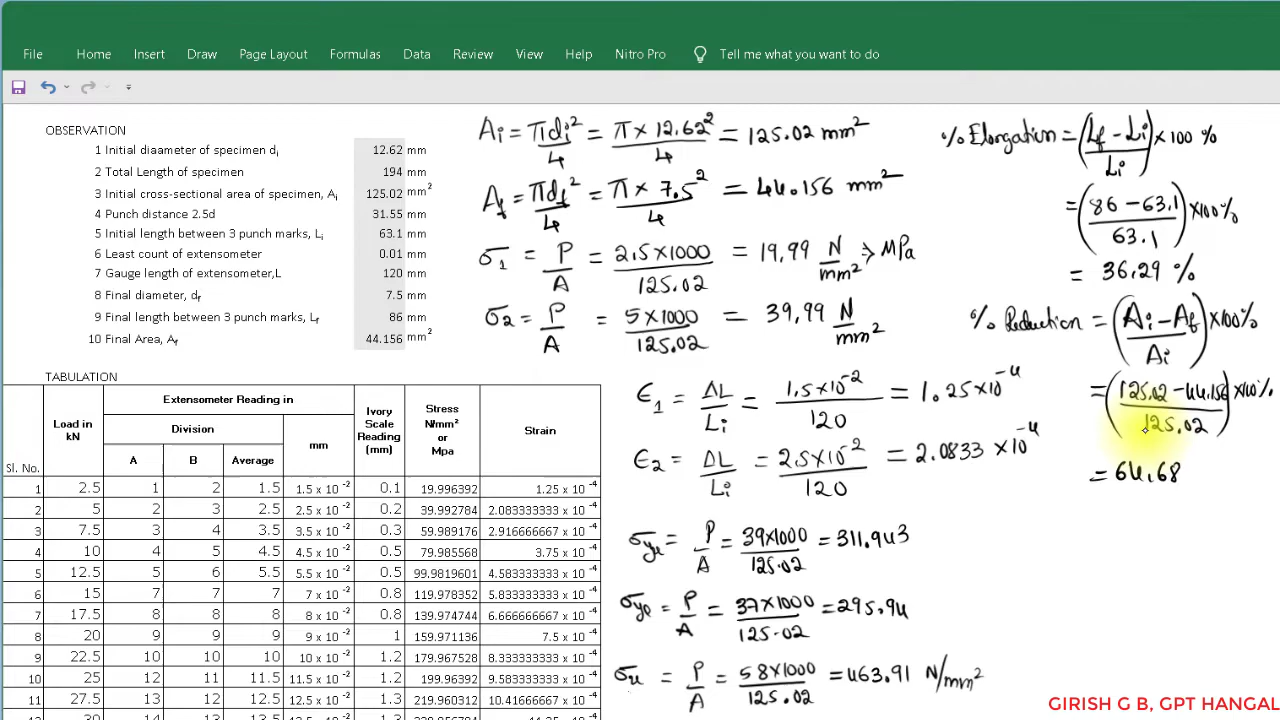 File Home Insert Draw Page Layout Formulas Data Review View Help Nitro Pro Tell me what you want to do
OBSERVATION
1 Initial diaameter of specimen di 12.62 mm
2 Total Length of specimen 194 mm
3 Initial cross-sectional area of specimen, Ai 125.02 mm²
4 Punch distance 2.5d 31.55 mm
5 Initial length between 3 punch marks, Li 63.1 mm
6 Least count of extensometer 0.01 mm
7 Gauge length of extensometer,L 120 mm
8 Final diameter, df 7.5 mm
9 Final length between 3 punch marks, Lf 86 mm
10 Final Area, Af 44.156 mm²
TABULATION
Sl. No. Load in kN Extensometer Reading in Ivory Scale Reading (mm) Stress N/mm² or Mpa Strain
Division mm
A B Average
1 2.5 1 2 1.5 1.5 x 10⁻² 0.1 19.996392 1.25 x 10⁻⁴
2 5 2 3 2.5 2.5 x 10⁻² 0.2 39.992784 2.083333333 x 10⁻⁴
3 7.5 3 4 3.5 3.5 x 10⁻² 0.3 59.989176 2.916666667 x 10⁻⁴
4 10 4 5 4.5 4.5 x 10⁻² 0.5 79.985568 3.75 x 10⁻⁴
5 12.5 5 6 5.5 5.5 x 10⁻² 0.5 99.9819601 4.583333333 x 10⁻⁴
6 15 7 7 7 7 x 10⁻² 0.8 119.978352 5.833333333 x 10⁻⁴
7 17.5 8 8 8 8 x 10⁻² 0.8 139.974744 6.666666667 x 10⁻⁴
8 20 9 9 9 9 x 10⁻² 1 159.971136 7.5 x 10⁻⁴
9 22.5 10 10 10 10 x 10⁻² 1.2 179.967528 8.333333333 x 10⁻⁴
10 25 12 11 11.5 11.5 x 10⁻² 1.2 199.96392 9.583333333 x 10⁻⁴
11 27.5 13 12 12.5 12.5 x 10⁻² 1.3 219.960312 10.41666667 x 10⁻⁴
Ai = πdi²/4 = π × 12.62²/4 = 125.02 mm²
Af = πdf²/4 = π × 7.5²/4 = 44.156 mm²
σ1 = P/A = 2.5×1000/125.02 = 19,99 N/mm² → MPa
σ2 = P/A = 5×1000/125.02 = 39,99 N/mm²
ϵ1 = ΔL/Li = 1.5×10⁻²/120 = 1.25×10⁻⁴
ϵ2 = ΔL/Li = 2.5×10⁻²/120 = 2.0833 ×10⁻⁴
σyu = P/A = 39×1000/125.02 = 311.943
σyl = P/A = 37×1000/125.02 = 295.94
σu = P/A = 58×1000/125.02 = 463.91 N/mm²
% Elongation = (Lf - Li/Li) × 100 %
= (86 - 63.1/63.1) ×100%
= 36.29 %
% Reduction = (Ai - Af/Ai) ×100%
= (125.02 - 44.156/125.02) ×100%
= 64.68
GIRISH G B, GPT HANGAL